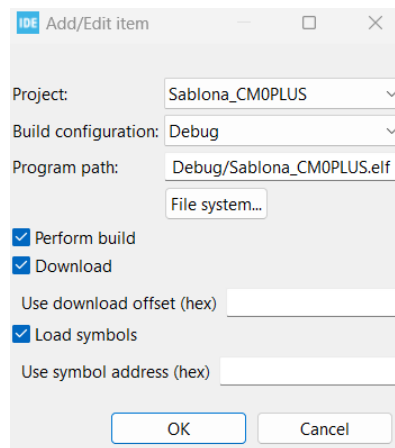 IDE Add/Edit item
Project: Sablona_CM0PLUS
Build configuration: Debug
Program path: Debug/Sablona_CM0PLUS.elf
File system...
Perform build
Download
Use download offset (hex)
Load symbols
Use symbol address (hex)
OK Cancel